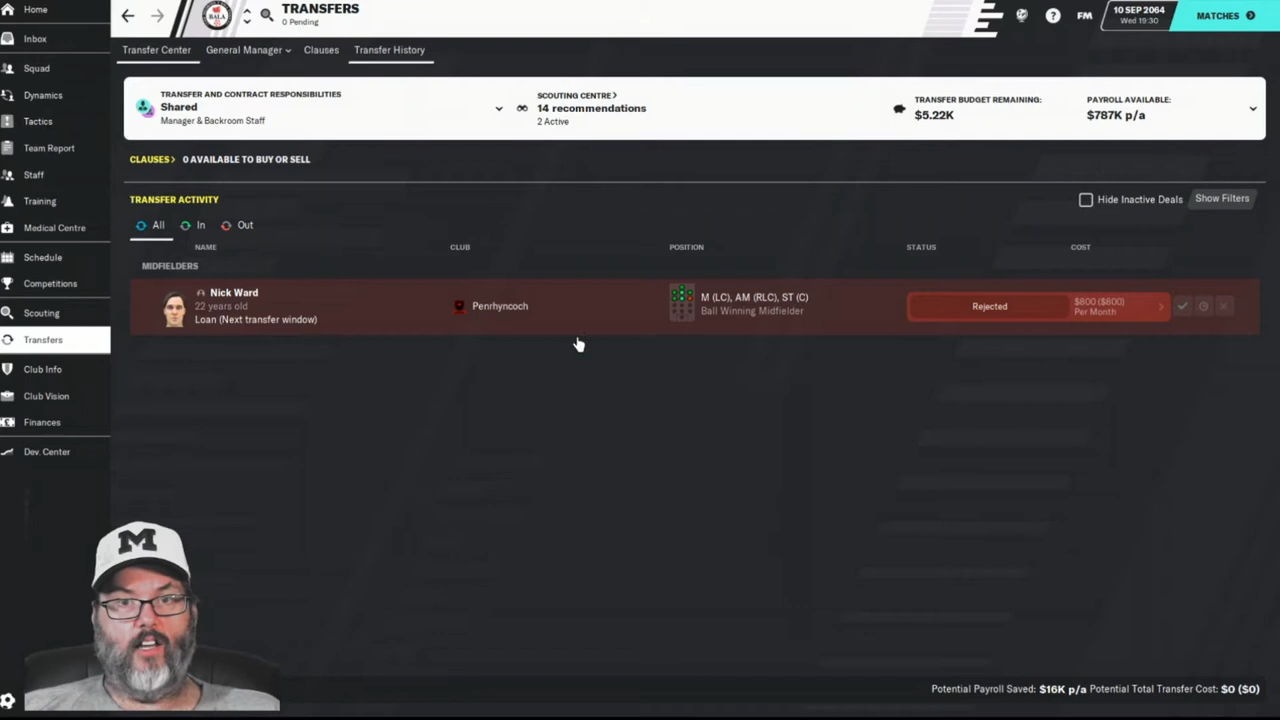 Home
Inbox
Squad
Dynamics
Tactics
Team Report
Staff
Training
Medical Centre
Schedule
Competitions
Scouting
Transfers
Club Info
Club Vision
Finances
Dev. Center
BALA
TRANSFERS
0 Pending
FM
10 SEP 2064
Wed 19:30
MATCHES
Transfer Center
General Manager
Clauses
Transfer History
TRANSFER AND CONTRACT RESPONSIBILITIES
Shared
Manager & Backroom Staff
SCOUTING CENTRE >
14 recommendations
2 Active
TRANSFER BUDGET REMAINING:
$5.22K
PAYROLL AVAILABLE:
$787K p/a
CLAUSES > 0 AVAILABLE TO BUY OR SELL
TRANSFER ACTIVITY
Hide Inactive Deals
Show Filters
All
In
Out
NAME CLUB POSITION STATUS COST
MIDFIELDERS
Nick Ward
22 years old
Loan (Next transfer window)
Penrhyncoch
M (LC), AM (RLC), ST (C)
Ball Winning Midfielder
Rejected
$800 ($800)
Per Month
M
Potential Payroll Saved: $16K p/a Potential Total Transfer Cost: $0 ($0)